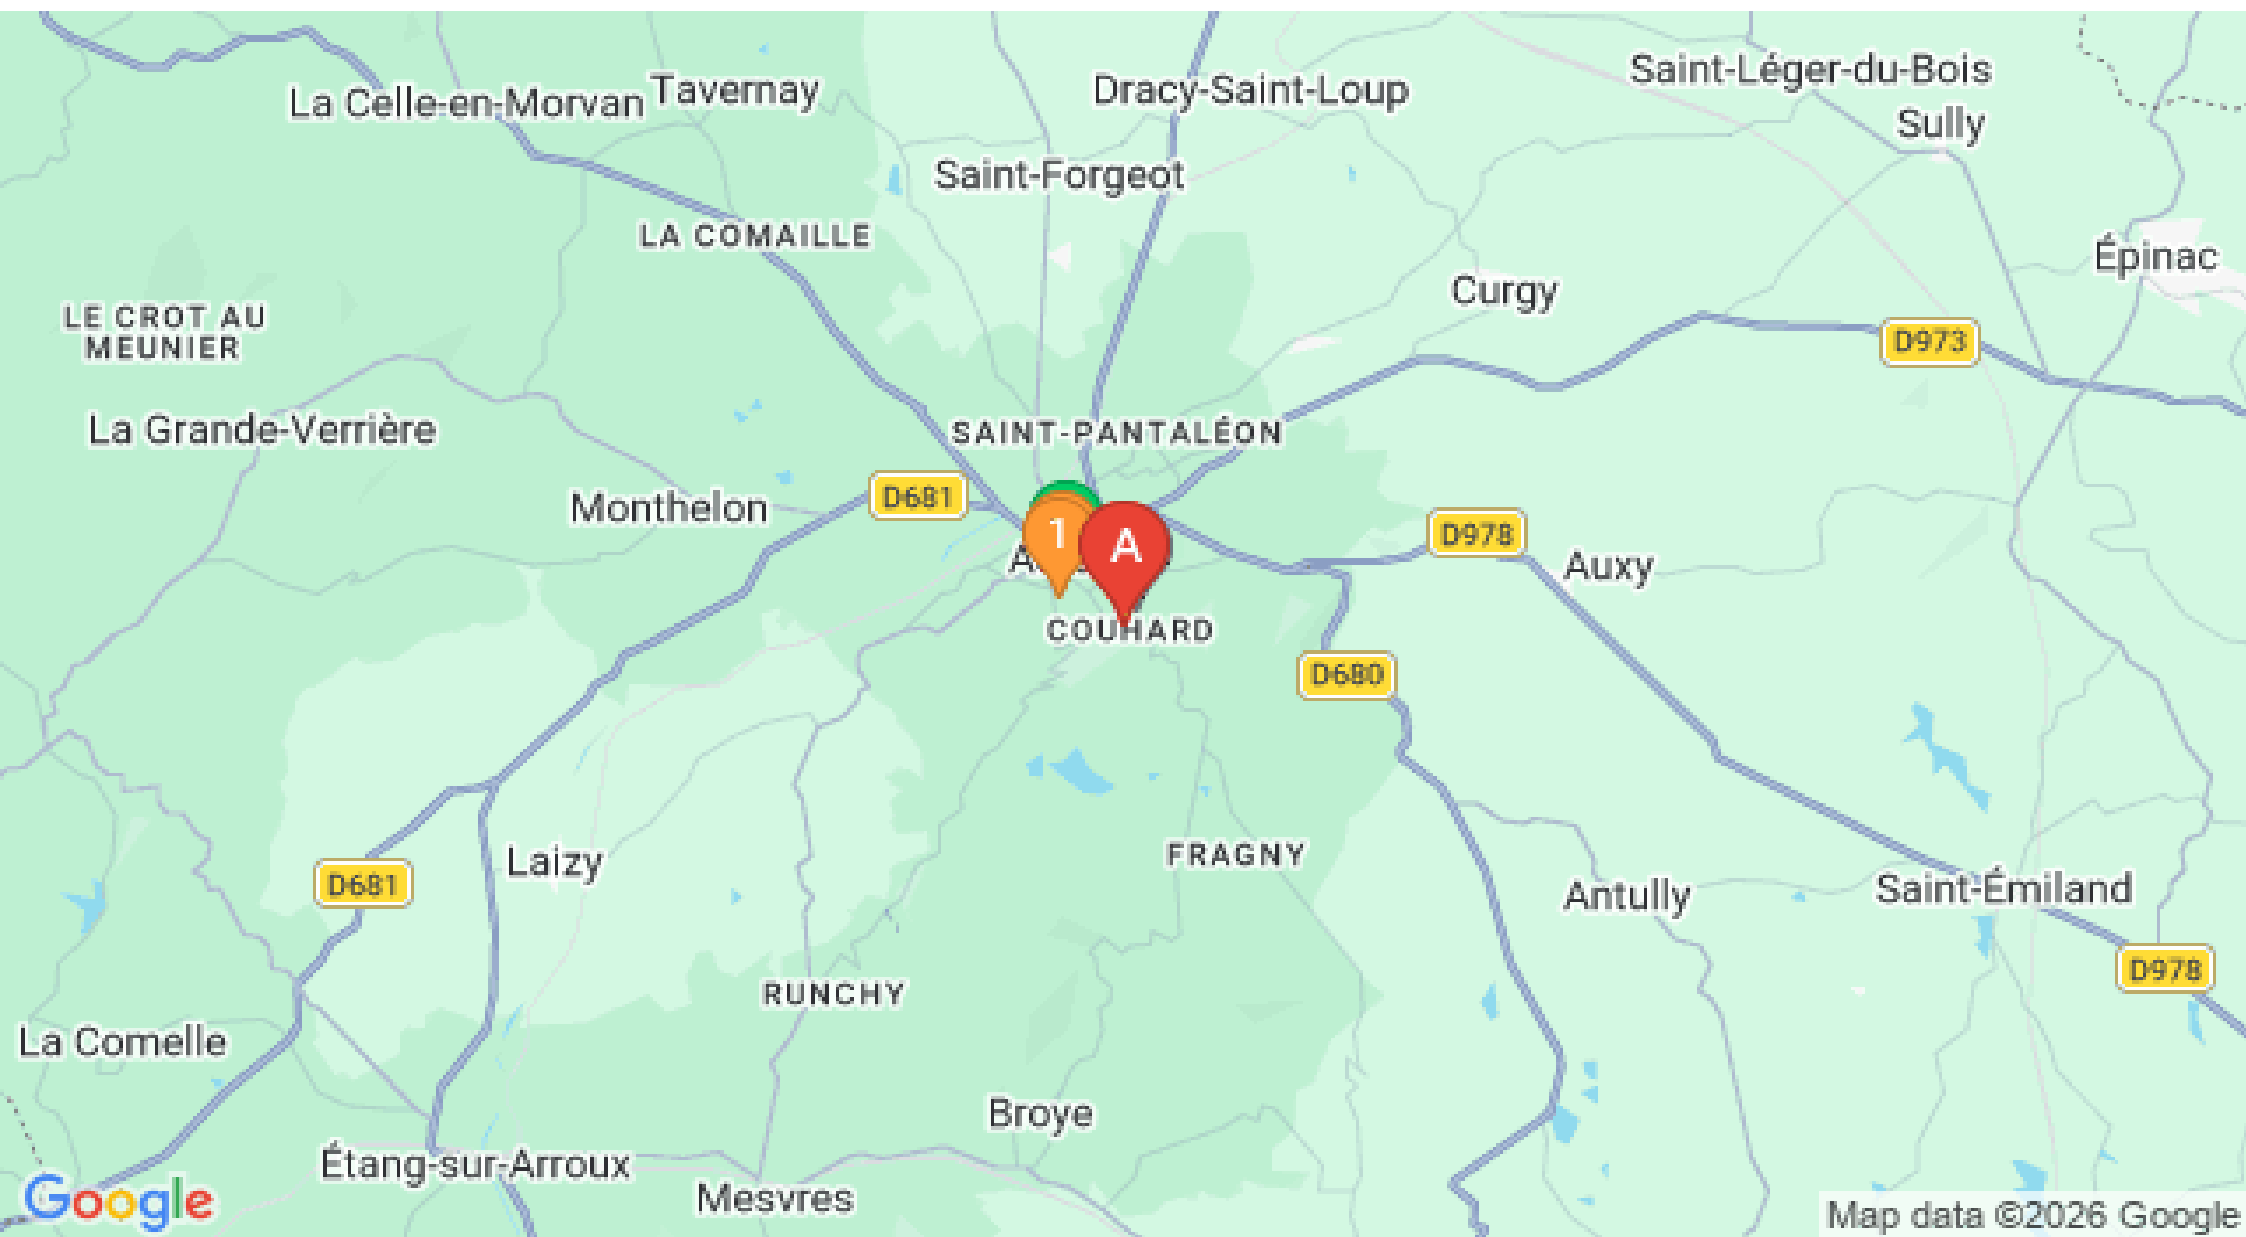 Saint-Léger-du-Bois
La Celle-en-Morvan
Tavernay
Dracy-Saint-Loup
Sully
Saint-Forgeot
LA COMAILLE
Épinac
Curgy
LE CROT AU
MEUNIER
D973
La Grande-Verrière
SAINT-PANTALÉON
D681
Monthelon
1
A
D978
Auxy
COUHARD
D680
FRAGNY
Laizy
D681
Antully
Saint-Émiland
D978
RUNCHY
La Comelle
Broye
Étang-sur-Arroux
Mesvres
Google
Map data ©2026 Google